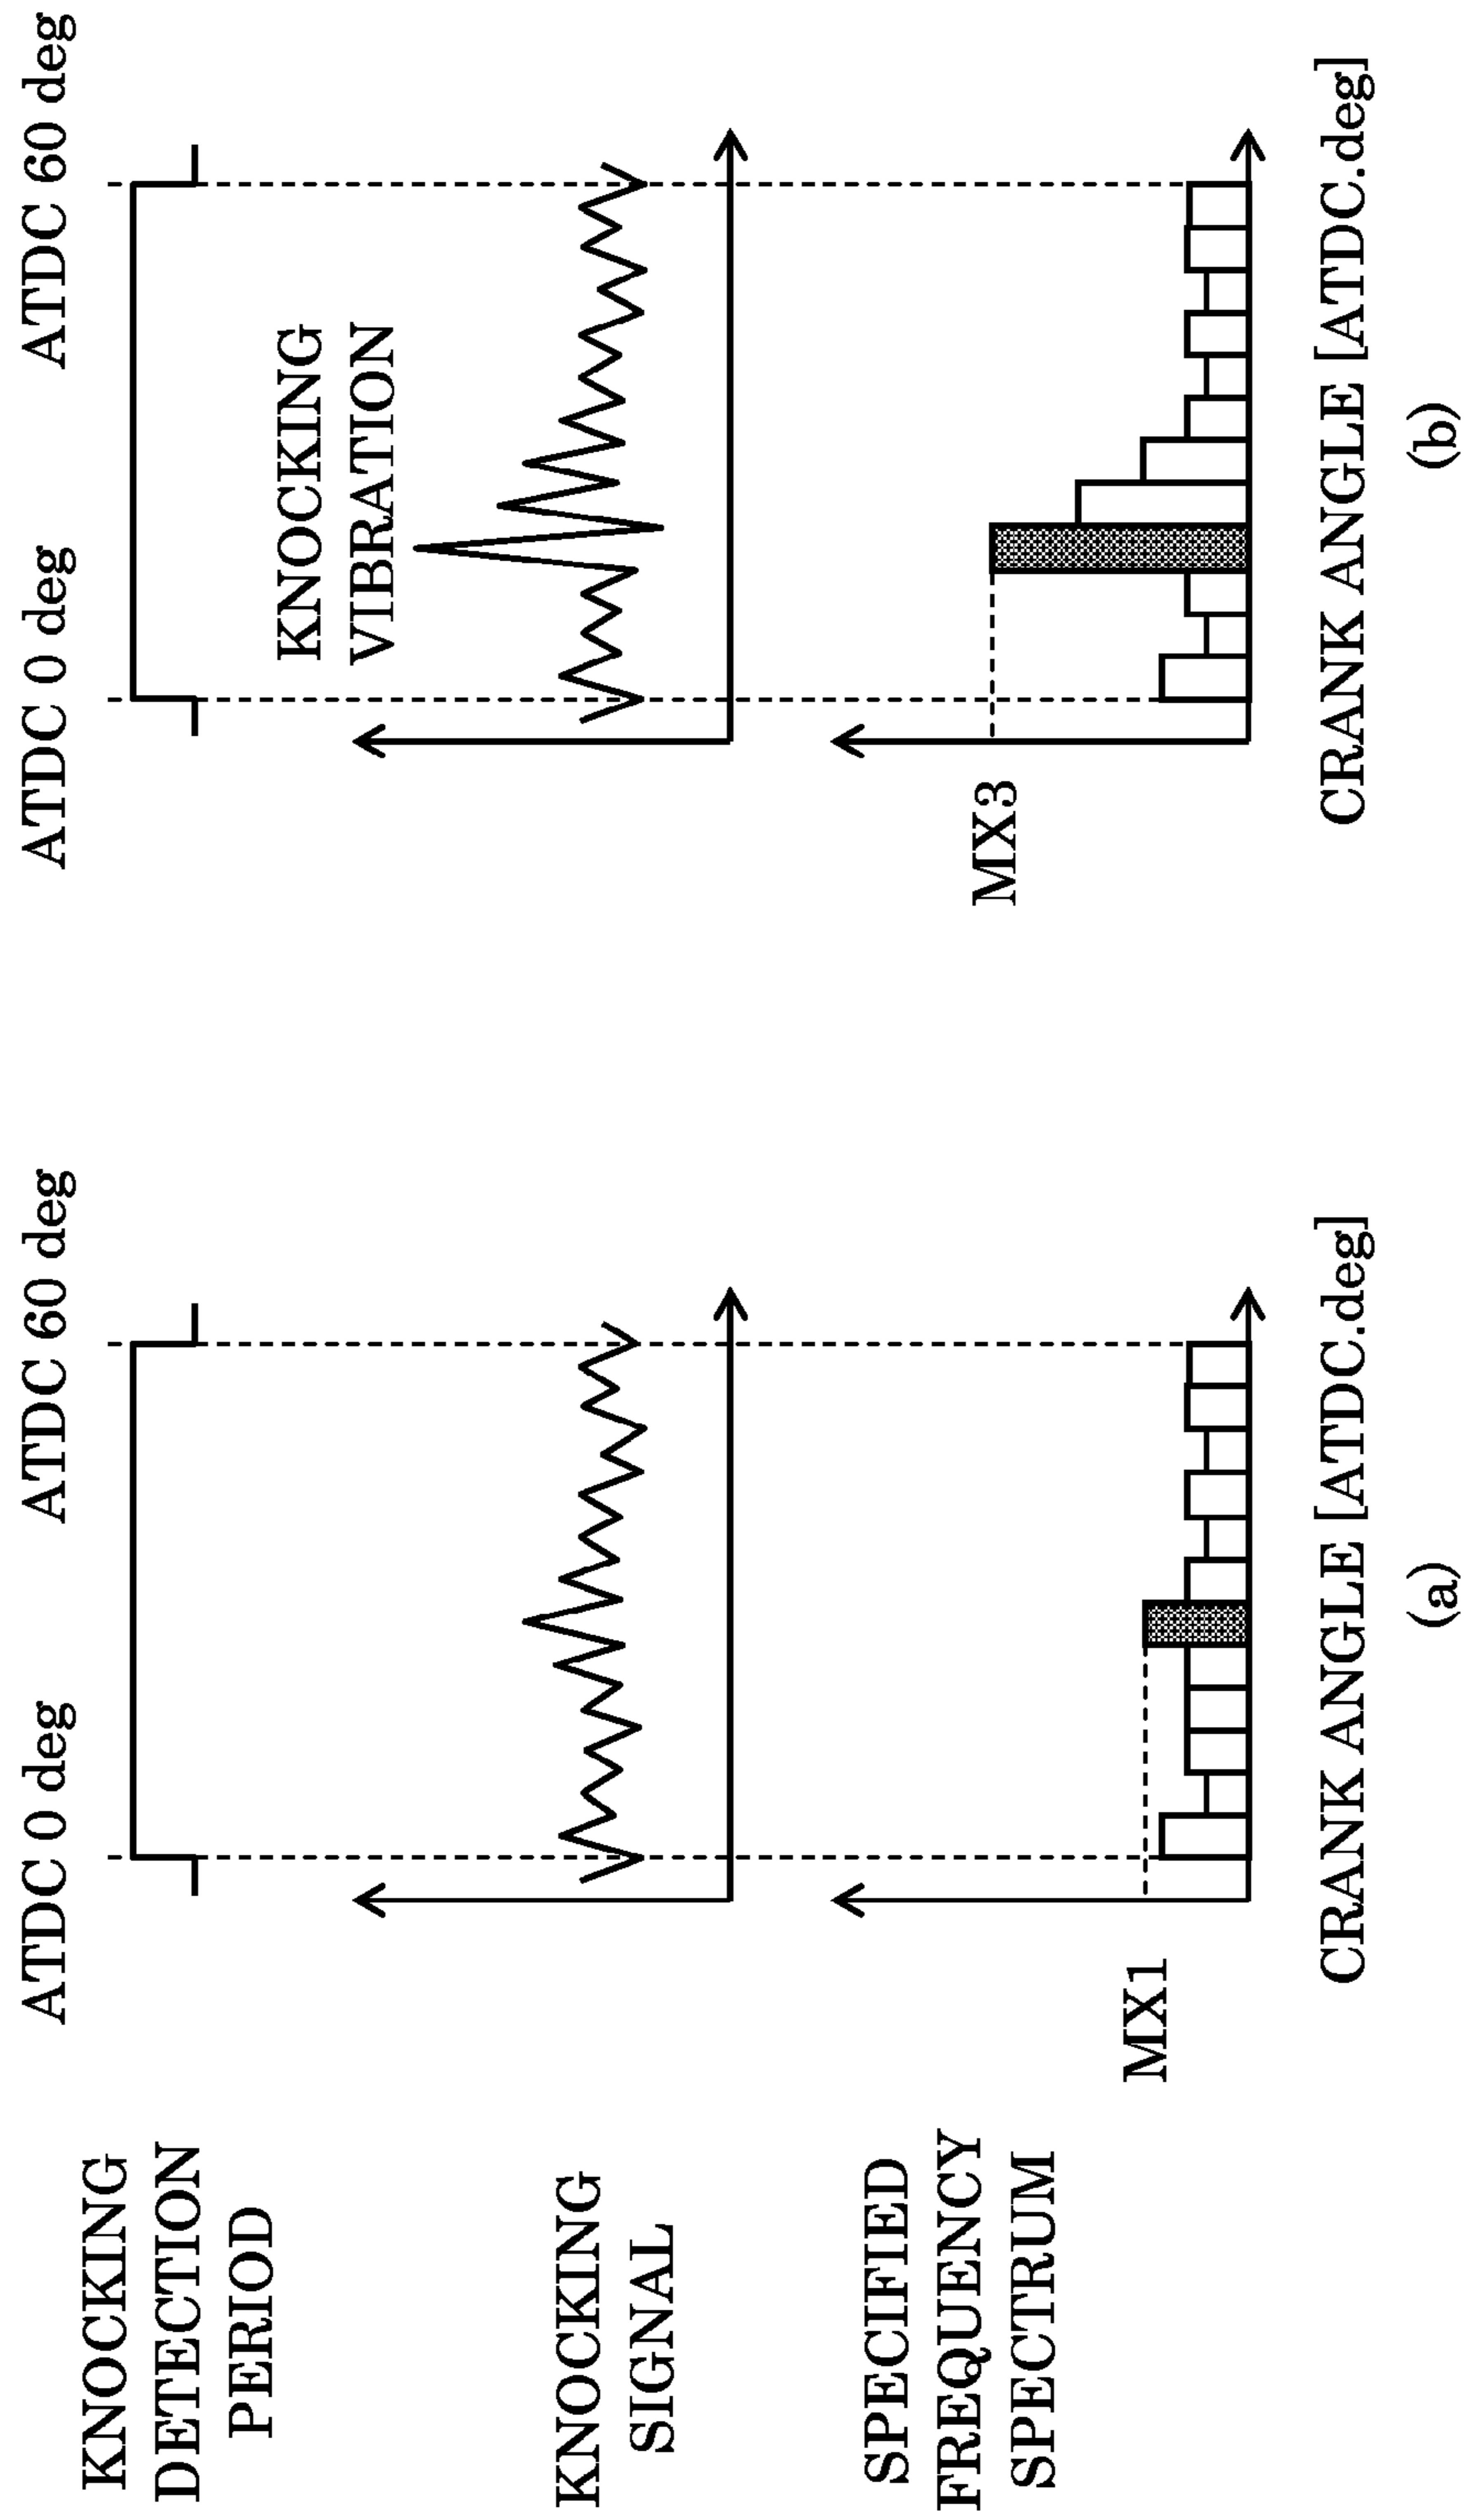 KNOCKING
DETECTION
PERIOD
KNOCKING
SIGNAL
SPECIFIED
FREQUENCY
SPECTRUM
ATDC 0 deg
ATDC 60 deg
MX1
CRANK ANGLE [ATDC.deg]
(a)
ATDC 0 deg
ATDC 60 deg
KNOCKING
VIBRATION
MX3
CRANK ANGLE [ATDC.deg]
(b)